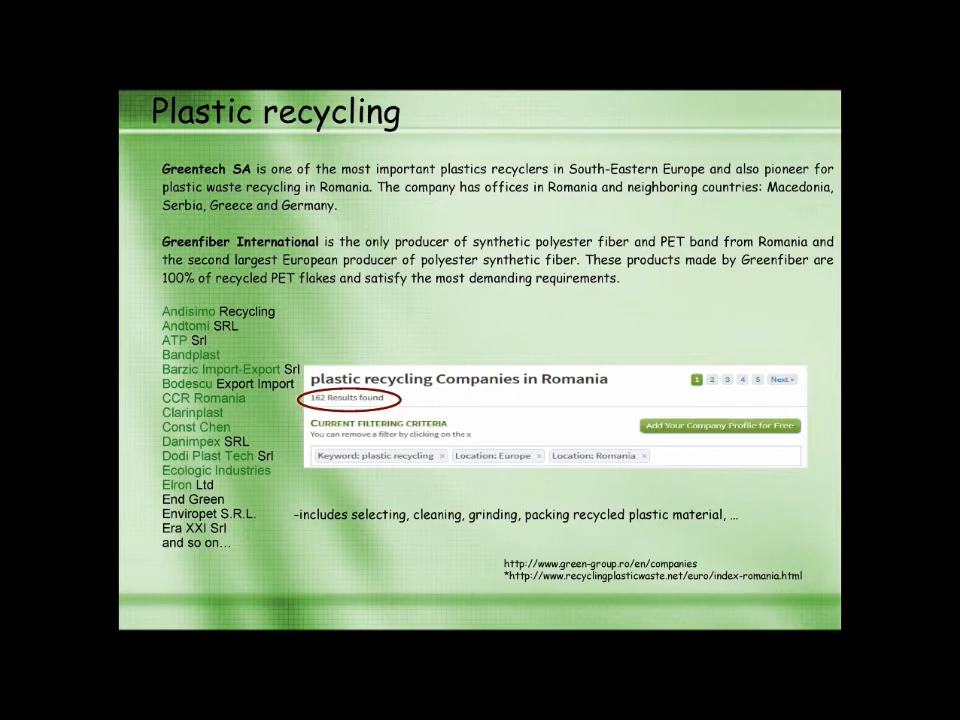 Plastic recycling
Greentech SA is one of the most important plastics recyclers in South-Eastern Europe and also pioneer for
plastic waste recycling in Romania. The company has offices in Romania and neighboring countries: Macedonia,
Serbia, Greece and Germany.
Greenfiber International is the only producer of synthetic polyester fiber and PET band from Romania and
the second largest European producer of polyester synthetic fiber. These products made by Greenfiber are
100% of recycled PET flakes and satisfy the most demanding requirements.
Andisimo Recycling
Andtomi SRL
ATP Srl
Bandplast
Barzic Import-Export Srl
Bodescu Export Import
CCR Romania
Clarinplast
Const Chen
Danimpex SRL
Dodi Plast Tech Srl
Ecologic Industries
Elron Ltd
End Green
Enviropet S.R.L.
Era XXI Srl
and so on...
plastic recycling Companies in Romania
1 2 3 4 5 Next »
162 Results found
CURRENT FILTERING CRITERIA
You can remove a filter by clicking on the x
Add Your Company Profile for Free
Keyword: plastic recycling × Location: Europe × Location: Romania ×
-includes selecting, cleaning, grinding, packing recycled plastic material, ...
http://www.green-group.ro/en/companies
*http://www.recyclingplasticwaste.net/euro/index-romania.html